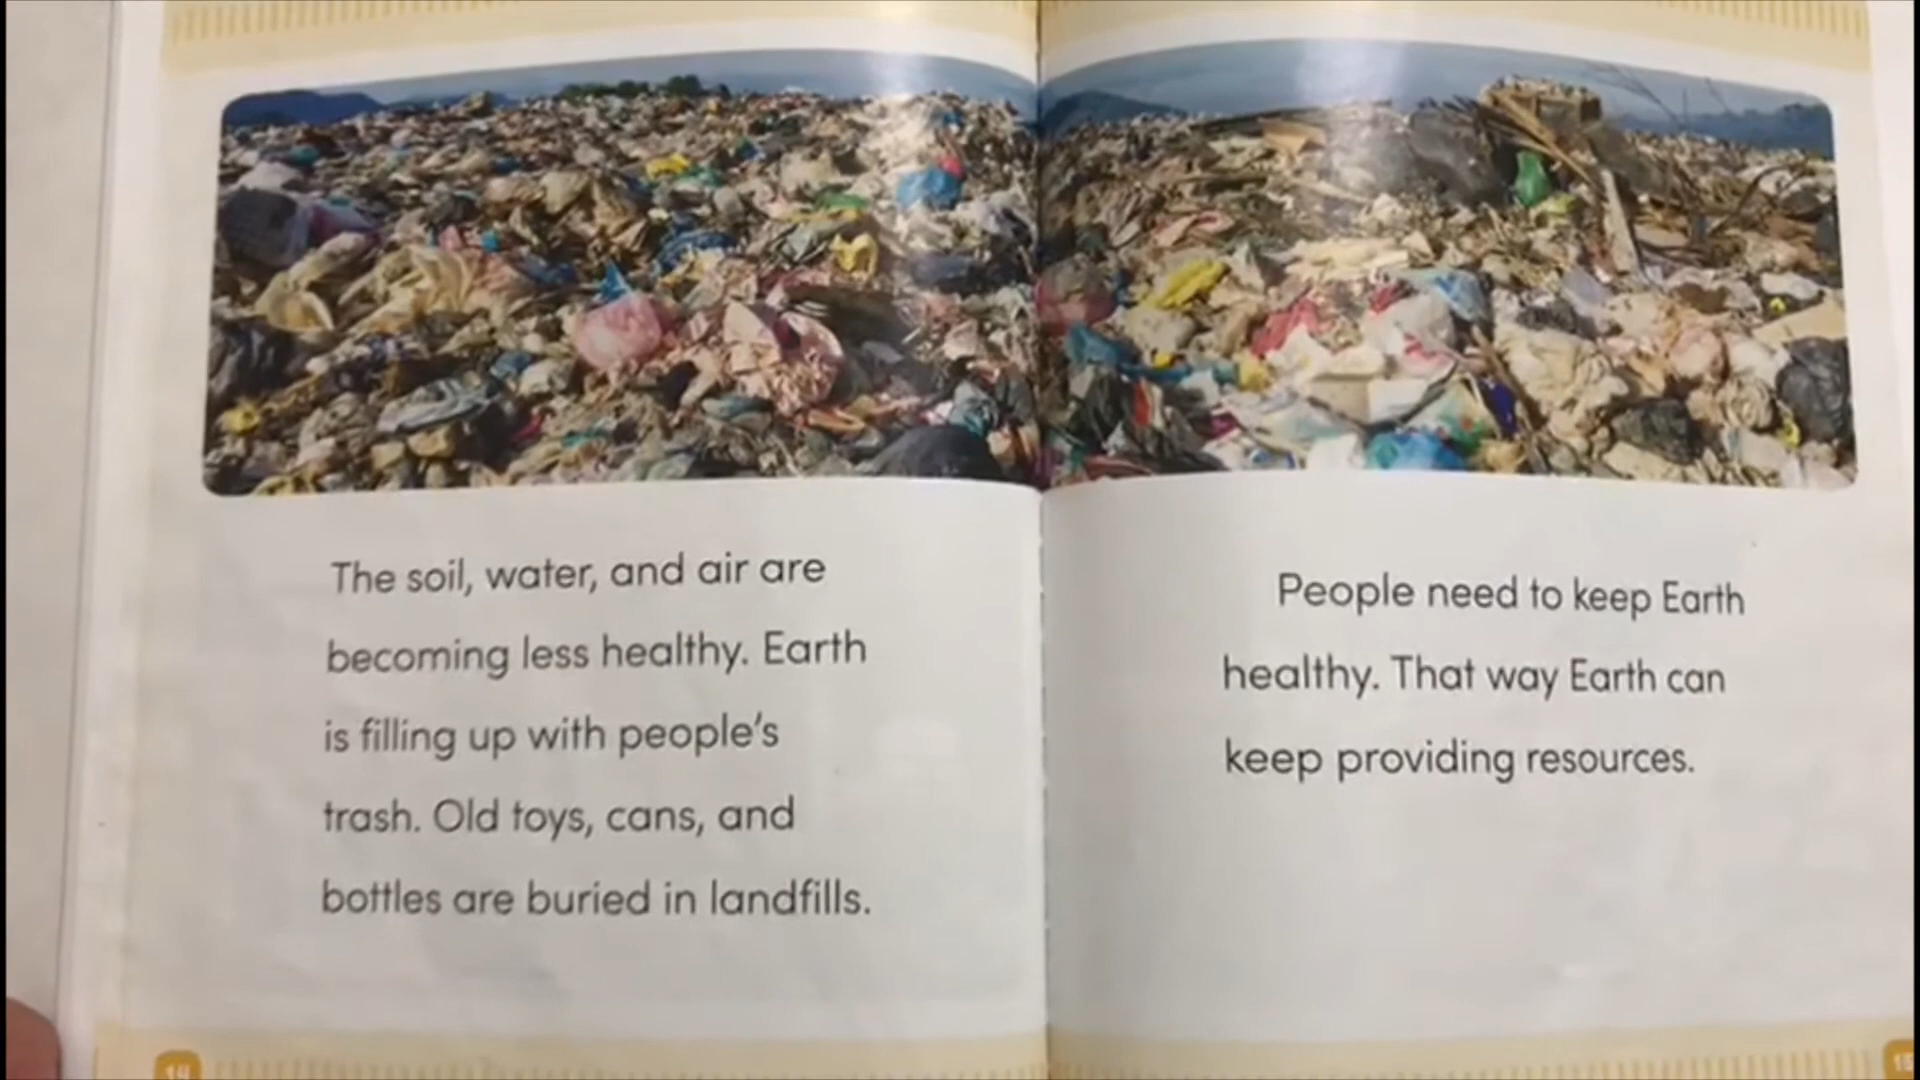 The soil, water, and air are
becoming less healthy. Earth
is filling up with people's
trash. Old toys, cans, and
bottles are buried in landfills.
14
People need to keep Earth
healthy. That way Earth can
keep providing resources.
15